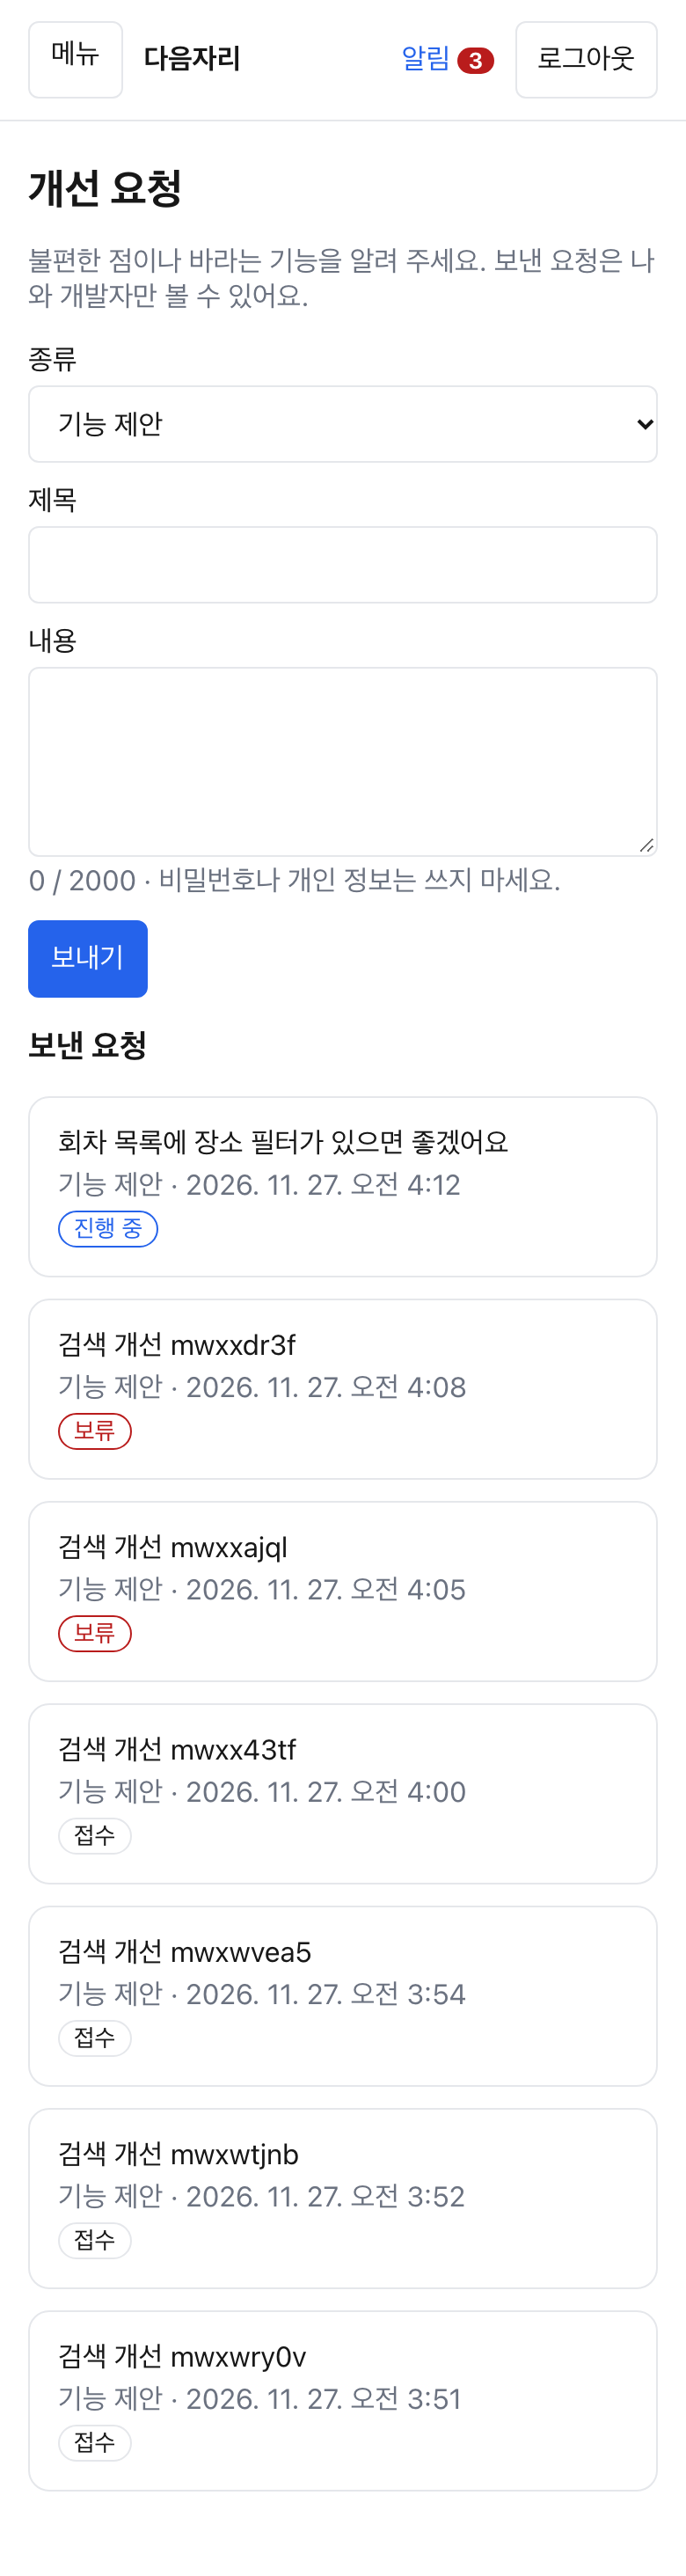 메뉴 다음자리 알림 3 로그아웃
개선 요청
불편한 점이나 바라는 기능을 알려 주세요. 보낸 요청은 나
와 개발자만 볼 수 있어요.
종류
기능 제안
제목
내용
0 / 2000 · 비밀번호나 개인 정보는 쓰지 마세요.
보내기
보낸 요청
회차 목록에 장소 필터가 있으면 좋겠어요
기능 제안 · 2026. 11. 27. 오전 4:12
진행 중
검색 개선 mwxxdr3f
기능 제안 · 2026. 11. 27. 오전 4:08
보류
검색 개선 mwxxajql
기능 제안 · 2026. 11. 27. 오전 4:05
보류
검색 개선 mwxx43tf
기능 제안 · 2026. 11. 27. 오전 4:00
접수
검색 개선 mwxwvea5
기능 제안 · 2026. 11. 27. 오전 3:54
접수
검색 개선 mwxwtjnb
기능 제안 · 2026. 11. 27. 오전 3:52
접수
검색 개선 mwxwry0v
기능 제안 · 2026. 11. 27. 오전 3:51
접수